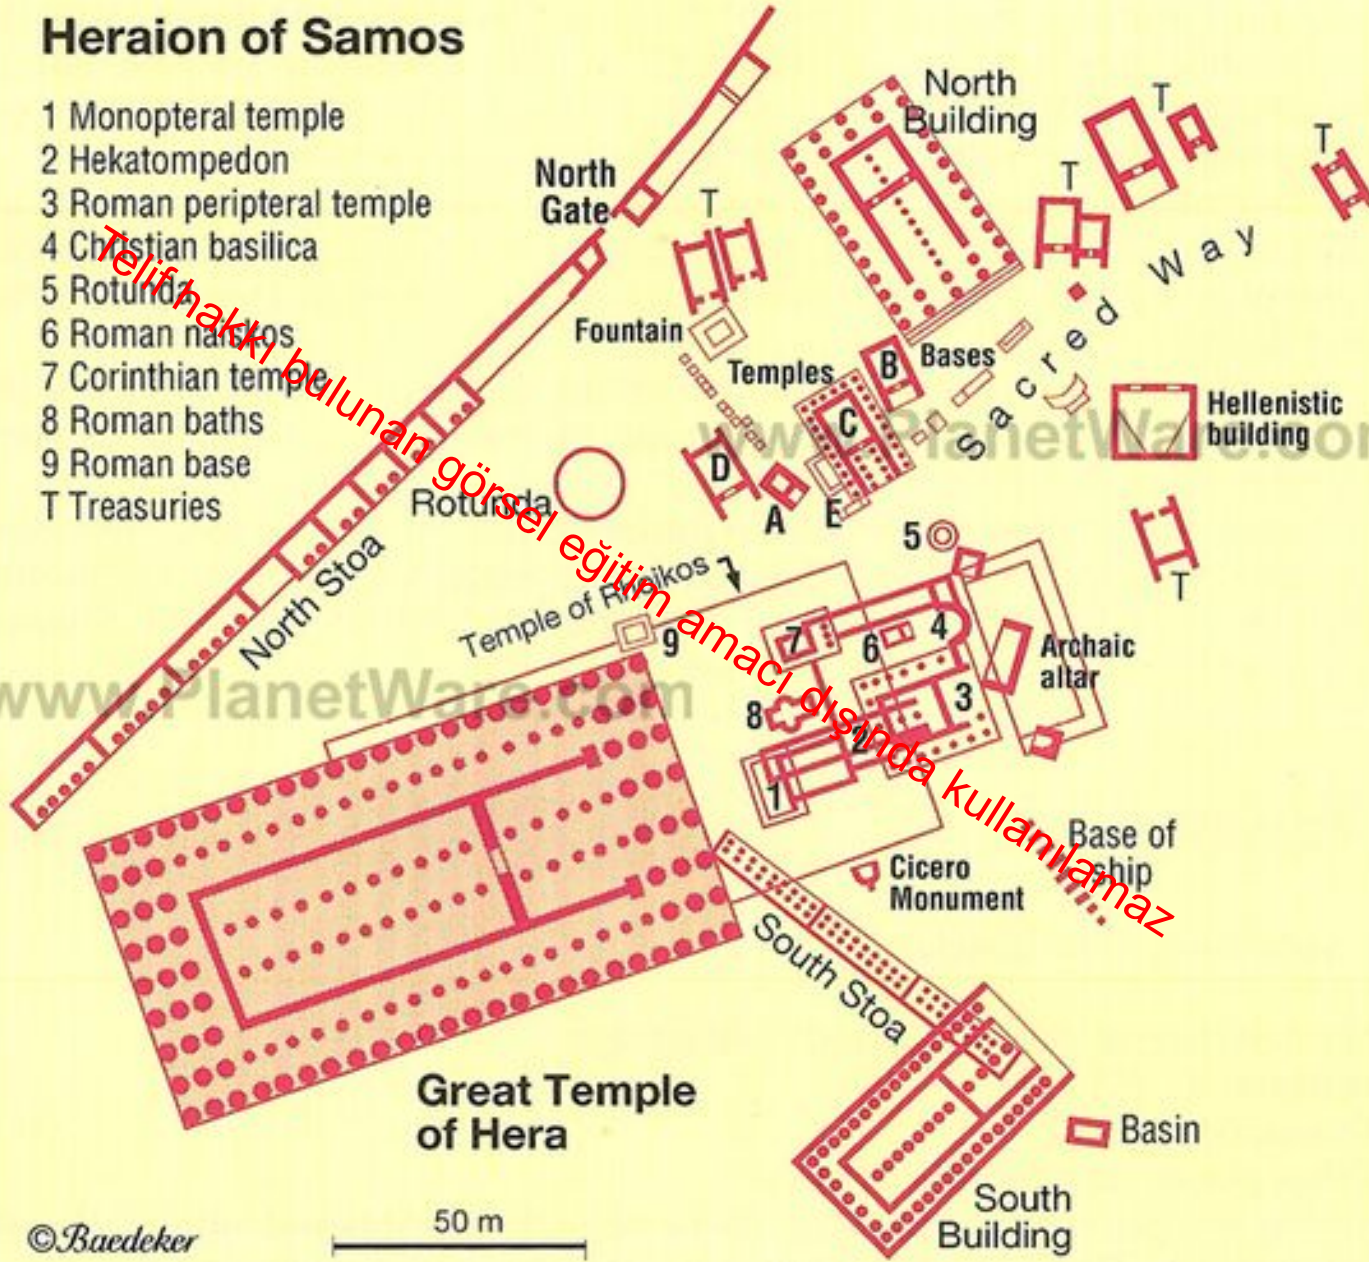 Heraion of Samos
1 Monopteral temple
2 Hekatompedon
3 Roman peripteral temple
4 Christian basilica
5 Rotunda
6 Roman naiskos
7 Corinthian temple
8 Roman baths
9 Roman base
T Treasuries
North
Gate
North
Building
T
T
T
T
Sacred Way
Fountain
Temples
B
Bases
C
D
A
E
Hellenistic
building
www.PlanetWare.com
Rotunda
North Stoa
5
T
Temple of Rhoikos
9
7
6
4
Archaic
altar
3
8
2
1
www.PlanetWare.com
Telif hakkı bulunan görsel eğitim amacı dışında kullanılamaz
Base of
ship
Cicero
Monument
South Stoa
Great Temple
of Hera
Basin
South
Building
50 m
©Baedeker